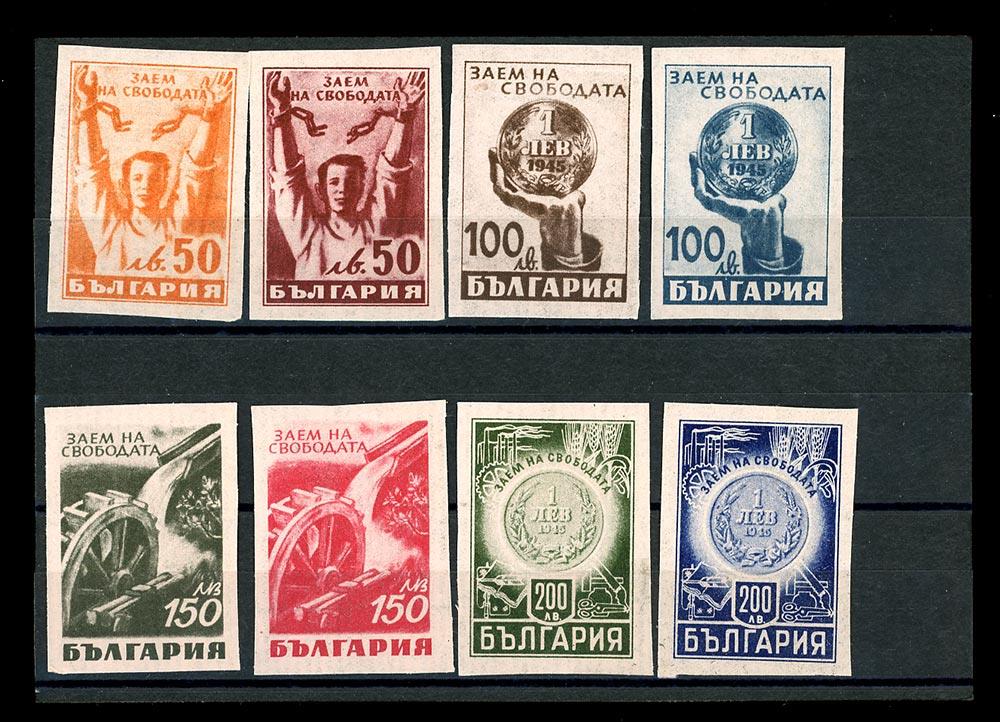 ЗАЕМ
НА СВОБОДАТА
лв. 50
БЪЛГАРИЯ
ЗАЕМ
НА СВОБОДАТА
лв. 50
БЪЛГАРИЯ
ЗАЕМ НА
СВОБОДАТА
1
ЛЕВ
1945
100 лв.
БЪЛГАРИЯ
ЗАЕМ НА
СВОБОДАТА
1
ЛЕВ
1945
100 лв.
БЪЛГАРИЯ
ЗАЕМ НА
СВОБОДАТА
лв
150
БЪЛГАРИЯ
ЗАЕМ НА
СВОБОДАТА
лв
150
БЪЛГАРИЯ
ЗАЕМ НА СВОБОДАТА
1
ЛЕВ
1945
200
ЛВ.
БЪЛГАРИЯ
ЗАЕМ НА СВОБОДАТА
1
ЛЕВ
1945
200
ЛВ.
БЪЛГАРИЯ